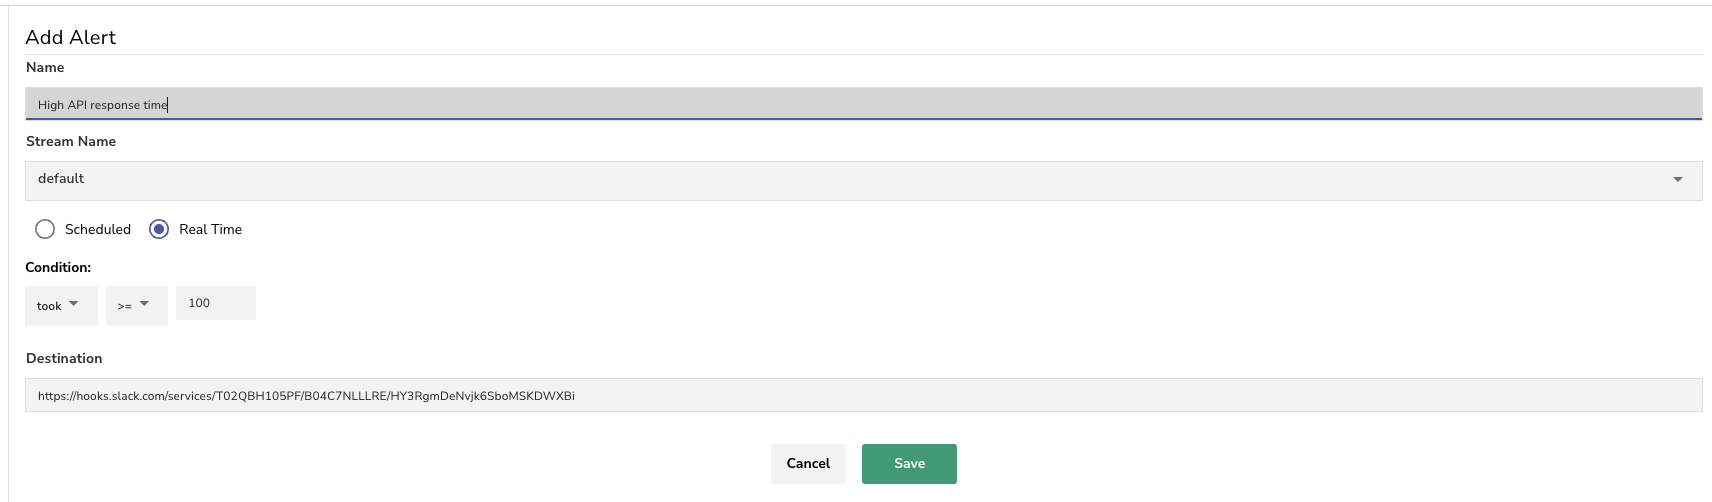 Add Alert
Name
High API response time
Stream Name
default
Scheduled Real Time
Condition:
took >= 100
Destination
https://hooks.slack.com/services/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
Cancel Save